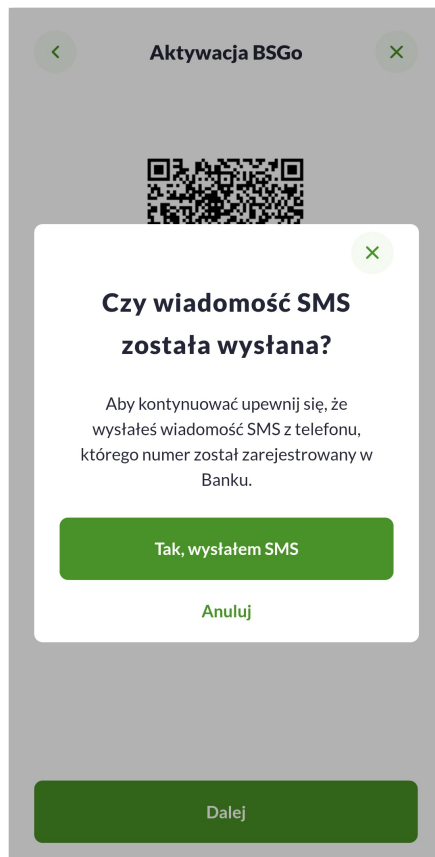 Aktywacja BSGo
Czy wiadomość SMS
została wysłana?
Aby kontynuować upewnij się, że
wysłałeś wiadomość SMS z telefonu,
którego numer został zarejestrowany w
Banku.
Tak, wysłałem SMS
Anuluj
Dalej